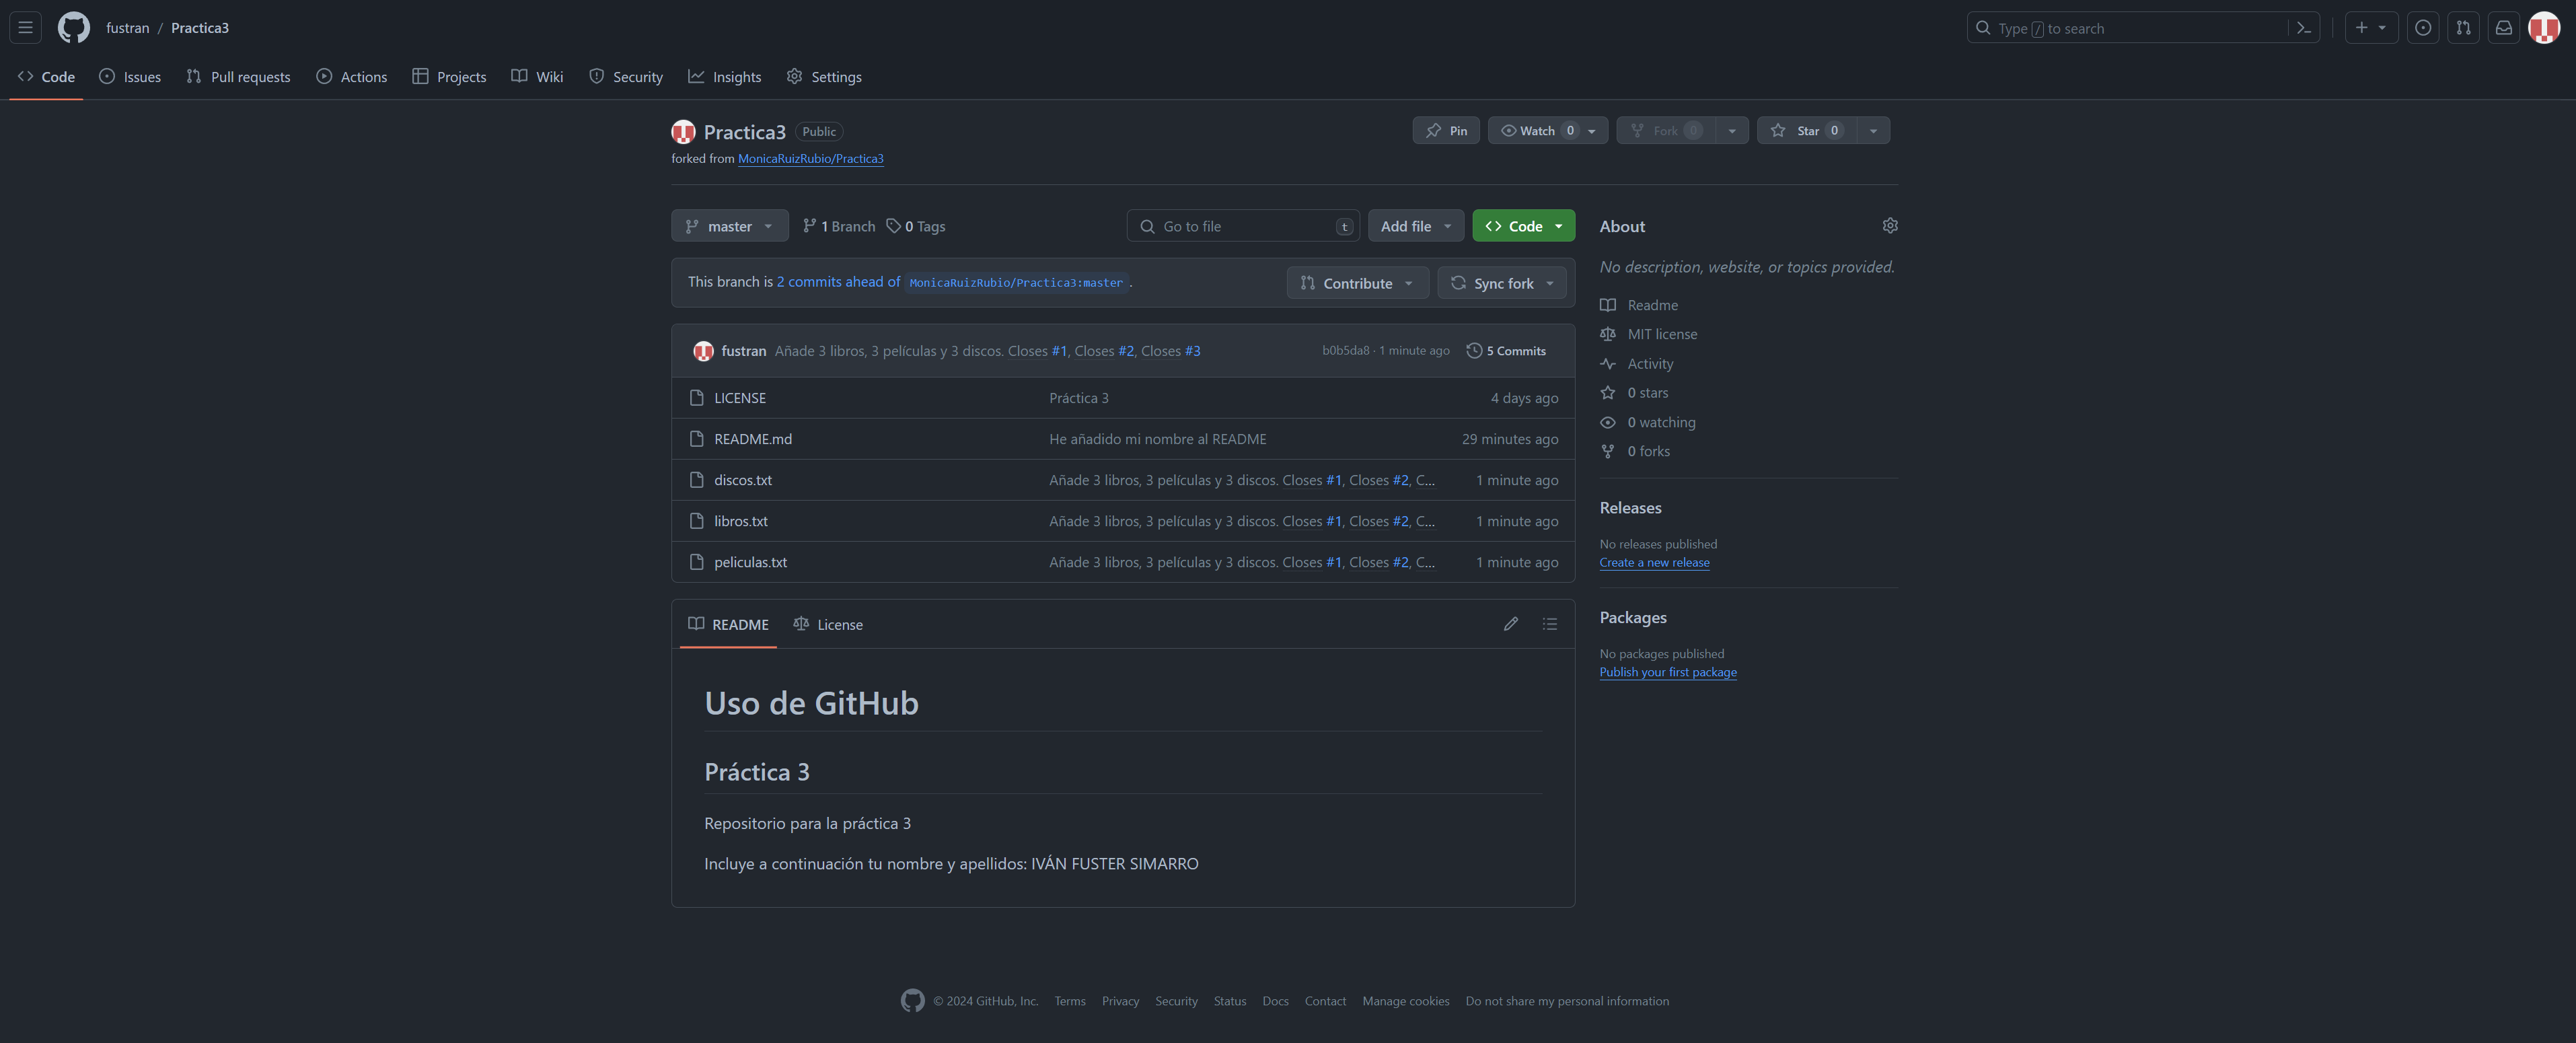 fustran / Practica3
Type / to search
Code Issues Pull requests Actions Projects Wiki Security Insights Settings
Practica3 Public
Pin Watch 0 Fork 0 Star 0
forked from MonicaRuizRubio/Practica3
master 1 Branch 0 Tags Go to file t Add file Code
This branch is 2 commits ahead of MonicaRuizRubio/Practica3:master .
Contribute Sync fork
fustran Añade 3 libros, 3 películas y 3 discos. Closes #1, Closes #2, Closes #3 b0b5da8 · 1 minute ago 5 Commits
LICENSE Práctica 3 4 days ago
README.md He añadido mi nombre al README 29 minutes ago
discos.txt Añade 3 libros, 3 películas y 3 discos. Closes #1, Closes #2, C... 1 minute ago
libros.txt Añade 3 libros, 3 películas y 3 discos. Closes #1, Closes #2, C... 1 minute ago
peliculas.txt Añade 3 libros, 3 películas y 3 discos. Closes #1, Closes #2, C... 1 minute ago
README License
Uso de GitHub
Práctica 3
Repositorio para la práctica 3
Incluye a continuación tu nombre y apellidos: IVÁN FUSTER SIMARRO
About
No description, website, or topics provided.
Readme
MIT license
Activity
0 stars
0 watching
0 forks
Releases
No releases published
Create a new release
Packages
No packages published
Publish your first package
© 2024 GitHub, Inc. Terms Privacy Security Status Docs Contact Manage cookies Do not share my personal information